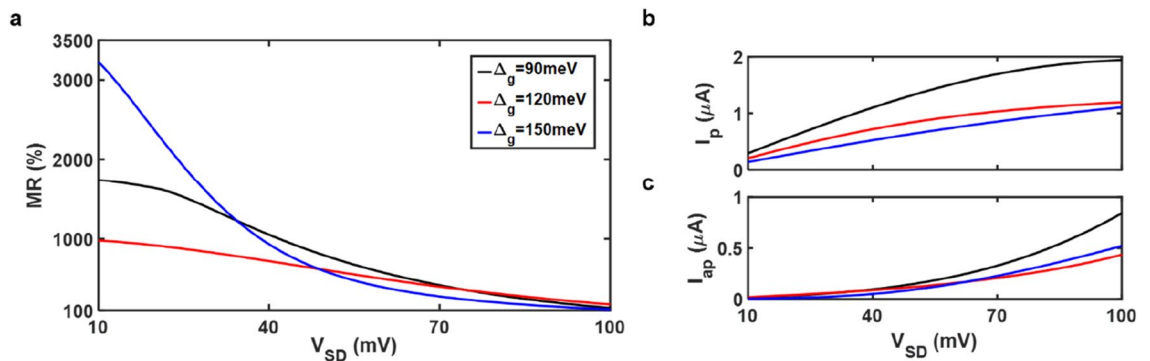 a
3500
3000
2000
1000
100
MR (%)
Δg=90meV
Δg=120meV
Δg=150meV
10 40 70 100
VSD (mV)
b
2
1
0
Ip (μA)
c
1
0.5
0
Iap (μA)
10 40 70 100
VSD (mV)